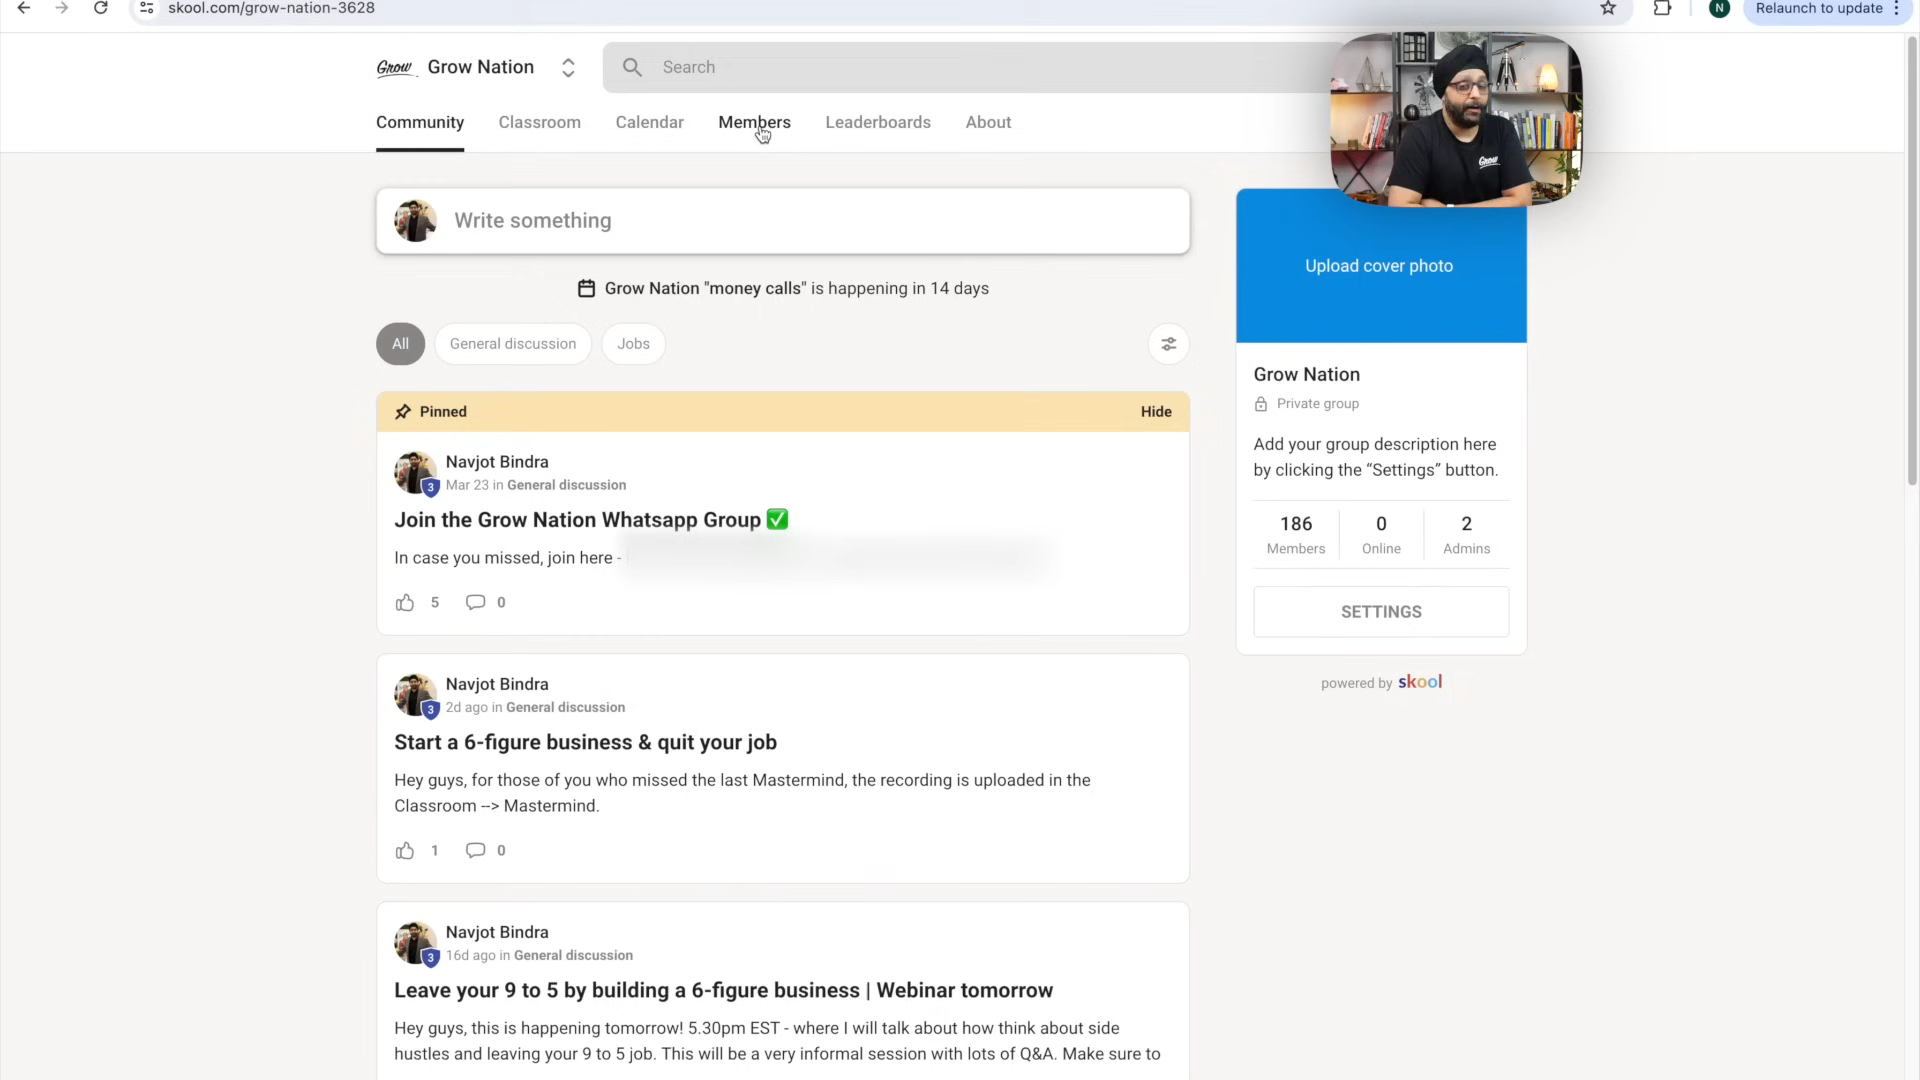 skool.com/grow-nation-3628
N
Relaunch to update
Grow
Grow Nation
Search
Community
Classroom
Calendar
Members
Leaderboards
About
Grow
Write something
Upload cover photo
Grow Nation "money calls" is happening in 14 days
All
General discussion
Jobs
Pinned
Hide
Navjot Bindra
3
Mar 23 in General discussion
Join the Grow Nation Whatsapp Group ✅
In case you missed, join here -
5
0
Grow Nation
Private group
Add your group description here
by clicking the “Settings” button.
186
Members
0
Online
2
Admins
SETTINGS
powered by skool
Navjot Bindra
3
2d ago in General discussion
Start a 6-figure business & quit your job
Hey guys, for those of you who missed the last Mastermind, the recording is uploaded in the
Classroom --> Mastermind.
1
0
Navjot Bindra
3
16d ago in General discussion
Leave your 9 to 5 by building a 6-figure business | Webinar tomorrow
Hey guys, this is happening tomorrow! 5.30pm EST - where I will talk about how think about side
hustles and leaving your 9 to 5 job. This will be a very informal session with lots of Q&A. Make sure to